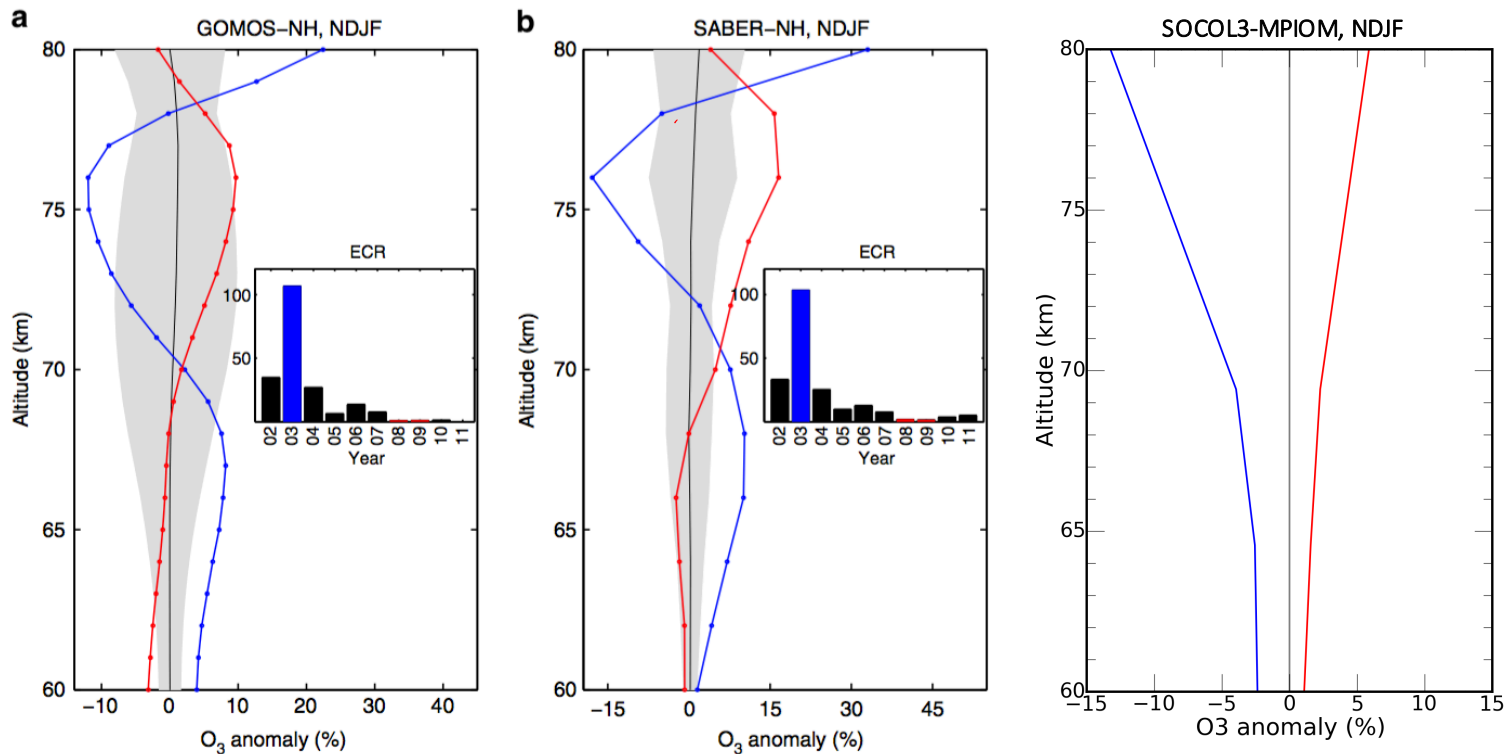 a
GOMOS–NH, NDJF
80
75
70
65
60
Altitude (km)
−10 0 10 20 30 40
O3 anomaly (%)
ECR
100
50
02 03 04 05 06 07 08 09 10 11
Year
b
SABER–NH, NDJF
80
75
70
65
60
Altitude (km)
−15 0 15 30 45
O3 anomaly (%)
ECR
100
50
02 03 04 05 06 07 08 09 10 11
Year
SOCOL3-MPIOM, NDJF
80
75
70
65
60
Altitude (km)
−15 −10 −5 0 5 10 15
O3 anomaly (%)